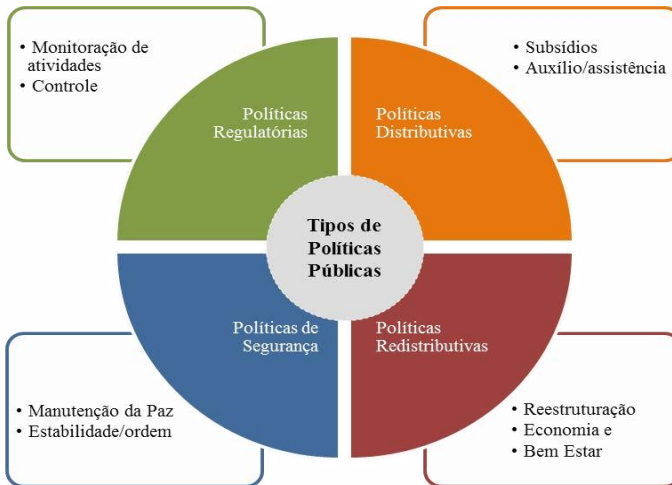 • Monitoração de
atividades
• Controle
• Subsídios
• Auxílio/assistência
Políticas
Regulatórias
Políticas
Distributivas
Tipos de
Políticas
Públicas
Políticas de
Segurança
Políticas
Redistributivas
• Manutenção da Paz
• Estabilidade/ordem
• Reestruturação
• Economia e
• Bem Estar